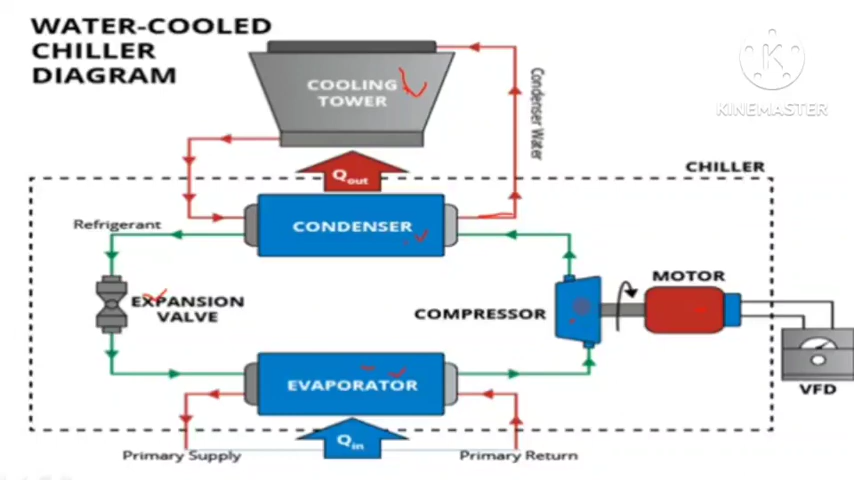 WATER-COOLED
CHILLER
DIAGRAM
COOLING
TOWER
Condenser Water
KINEMASTER
Qout
CHILLER
Refrigerant
CONDENSER
EXPANSION
VALVE
COMPRESSOR
MOTOR
EVAPORATOR
VFD
Qin
Primary Supply
Primary Return